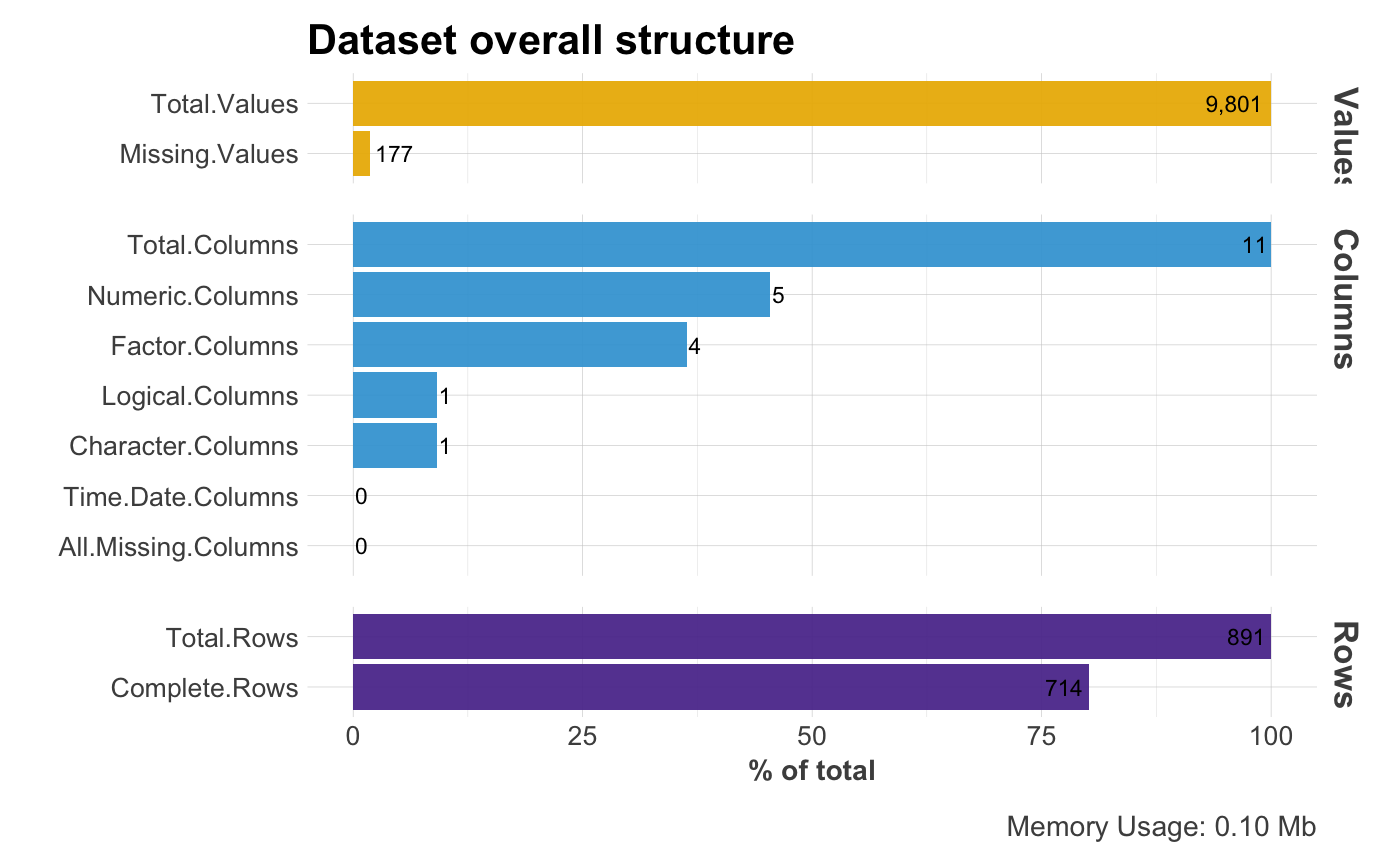 Dataset overall structure
Total.Values 9,801
Missing.Values 177
Values
Total.Columns 11
Numeric.Columns 5
Factor.Columns 4
Logical.Columns 1
Character.Columns 1
Time.Date.Columns 0
All.Missing.Columns 0
Columns
Total.Rows 891
Complete.Rows 714
Rows
0 25 50 75 100
% of total
Memory Usage: 0.10 Mb